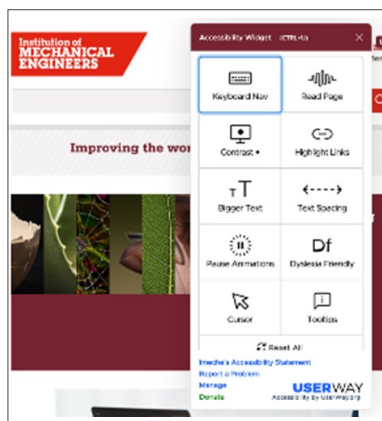 Institution of
MECHANICAL
ENGINEERS
Improving the wor
Accessibility Widget
Keyboard Nav
Read Page
Contrast +
Highlight Links
Bigger Text
Text Spacing
Pause Animations
Dyslexia Friendly
Cursor
Tooltips
Reset All
Imeche's Accessibility Statement
Report a Problem
Manage
Donate
USERWAY
Accessibility by UserWay.org